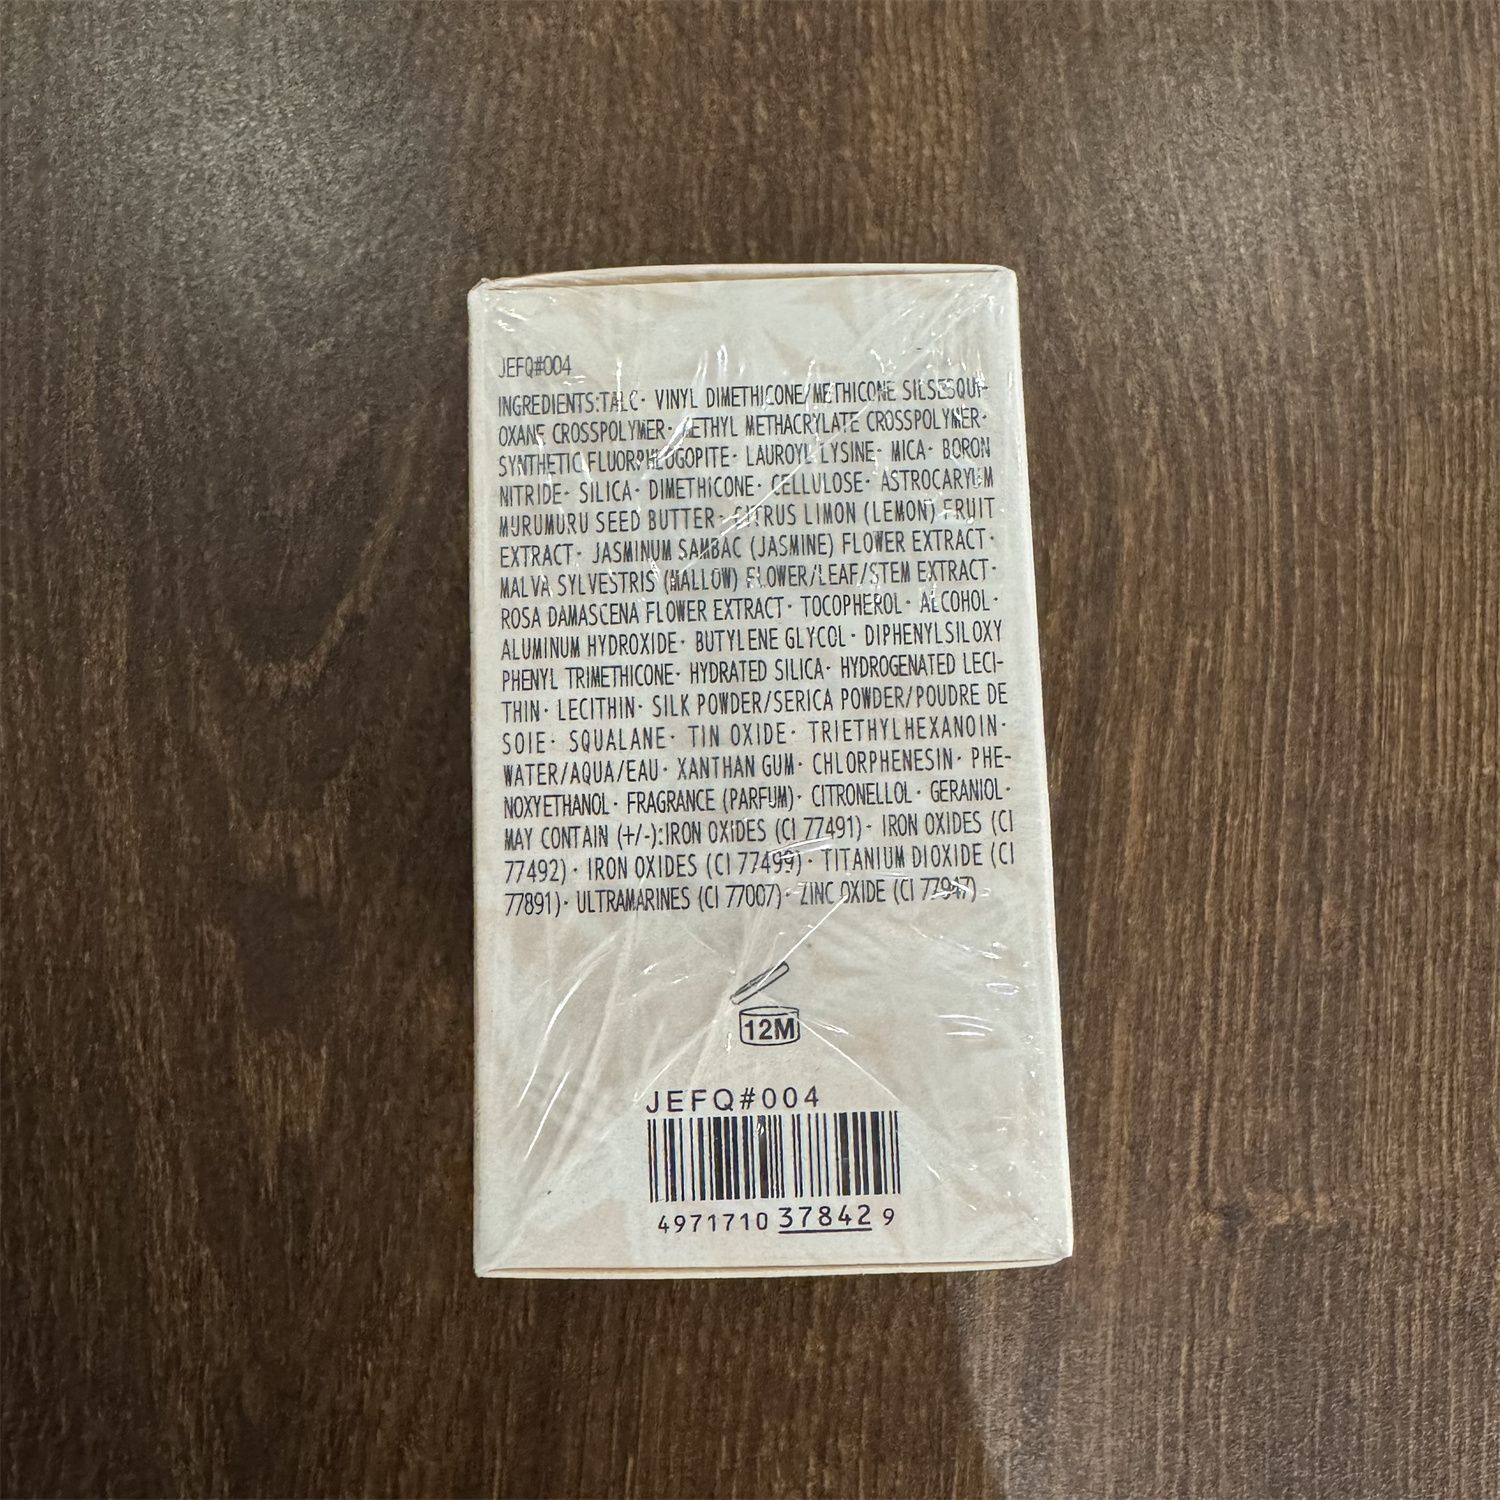 JEFQ#004
INGREDIENTS:TALC· VINYL DIMETHICONE/METHICONE SILSESQUI-
OXANE CROSSPOLYMER· METHYL METHACRYLATE CROSSPOLYMER·
SYNTHETIC FLUORPHLOGOPITE· LAUROYL LYSINE· MICA· BORON
NITRIDE· SILICA· DIMETHICONE· CELLULOSE· ASTROCARYUM
MURUMURU SEED BUTTER· CITRUS LIMON (LEMON) FRUIT
EXTRACT· JASMINUM SAMBAC (JASMINE) FLOWER EXTRACT·
MALVA SYLVESTRIS (MALLOW) FLOWER/LEAF/STEM EXTRACT·
ROSA DAMASCENA FLOWER EXTRACT· TOCOPHEROL· ALCOHOL·
ALUMINUM HYDROXIDE· BUTYLENE GLYCOL· DIPHENYLSILOXY
PHENYL TRIMETHICONE· HYDRATED SILICA· HYDROGENATED LECI-
THIN· LECITHIN· SILK POWDER/SERICA POWDER/POUDRE DE
SOIE· SQUALANE· TIN OXIDE· TRIETHYLHEXANOIN·
WATER/AQUA/EAU· XANTHAN GUM· CHLORPHENESIN· PHE-
NOXYETHANOL· FRAGRANCE (PARFUM)· CITRONELLOL· GERANIOL·
MAY CONTAIN (+/-):IRON OXIDES (CI 77491)· IRON OXIDES (CI
77492)· IRON OXIDES (CI 77499)· TITANIUM DIOXIDE (CI
77891)· ULTRAMARINES (CI 77007)· ZINC OXIDE (CI 77947)
12M
JEFQ#004
4971710 37842 9